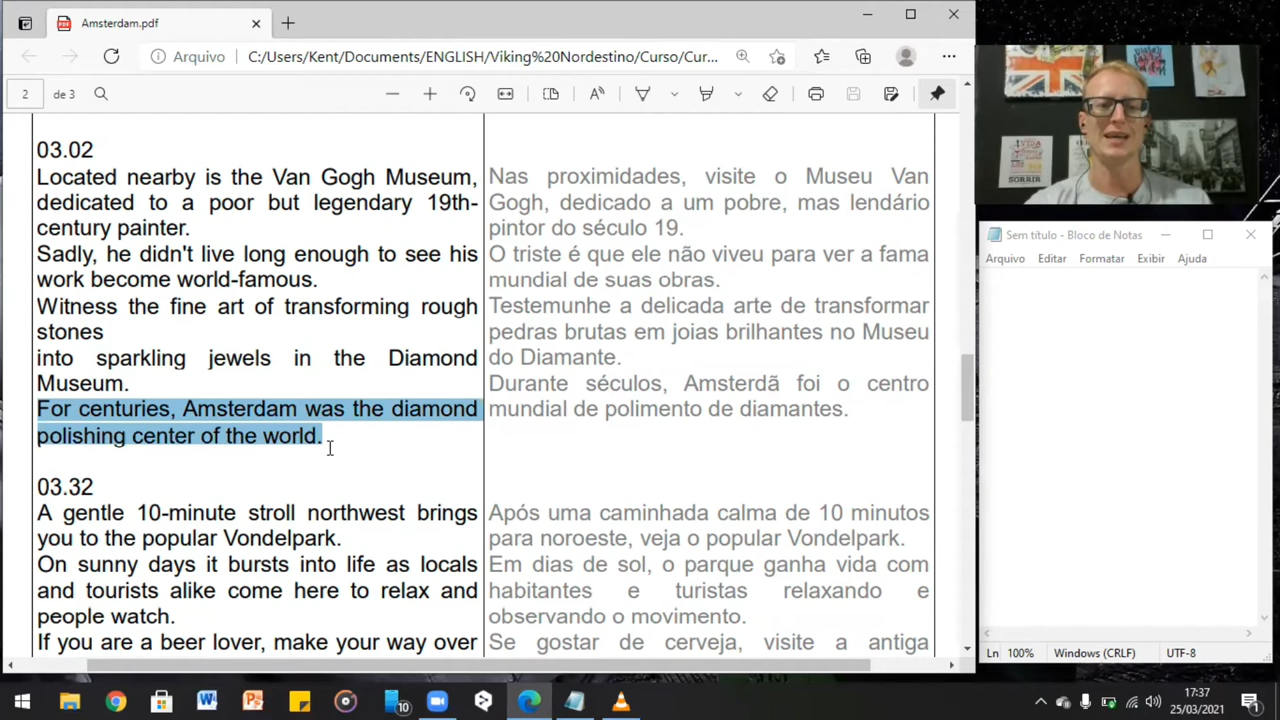 Amsterdam.pdf
Arquivo
C:/Users/Kent/Documents/ENGLISH/Viking%20Nordestino/Curso/Cur...
2
de 3
03.02
Located nearby is the Van Gogh Museum,
dedicated to a poor but legendary 19th-
century painter.
Sadly, he didn't live long enough to see his
work become world-famous.
Witness the fine art of transforming rough
stones
into sparkling jewels in the Diamond
Museum.
For centuries, Amsterdam was the diamond
polishing center of the world.
03.32
A gentle 10-minute stroll northwest brings
you to the popular Vondelpark.
On sunny days it bursts into life as locals
and tourists alike come here to relax and
people watch.
If you are a beer lover, make your way over
Nas proximidades, visite o Museu Van
Gogh, dedicado a um pobre, mas lendário
pintor do século 19.
O triste é que ele não viveu para ver a fama
mundial de suas obras.
Testemunhe a delicada arte de transformar
pedras brutas em joias brilhantes no Museu
do Diamante.
Durante séculos, Amsterdã foi o centro
mundial de polimento de diamantes.
Após uma caminhada calma de 10 minutos
para noroeste, veja o popular Vondelpark.
Em dias de sol, o parque ganha vida com
habitantes e turistas relaxando e
observando o movimento.
Se gostar de cerveja, visite a antiga
SORRIR
Sem título - Bloco de Notas
Arquivo Editar Formatar Exibir Ajuda
Ln 100% Windows (CRLF) UTF-8
10
17:37
25/03/2021
1